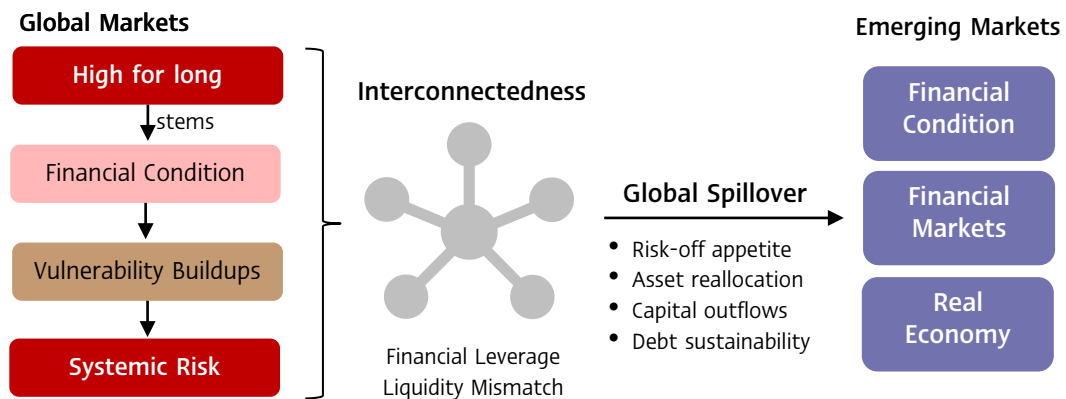 Global Markets
High for long
stems
Financial Condition
Vulnerability Buildups
Systemic Risk
Interconnectedness
Financial Leverage
Liquidity Mismatch
Global Spillover
• Risk-off appetite
• Asset reallocation
• Capital outflows
• Debt sustainability
Emerging Markets
Financial
Condition
Financial
Markets
Real
Economy